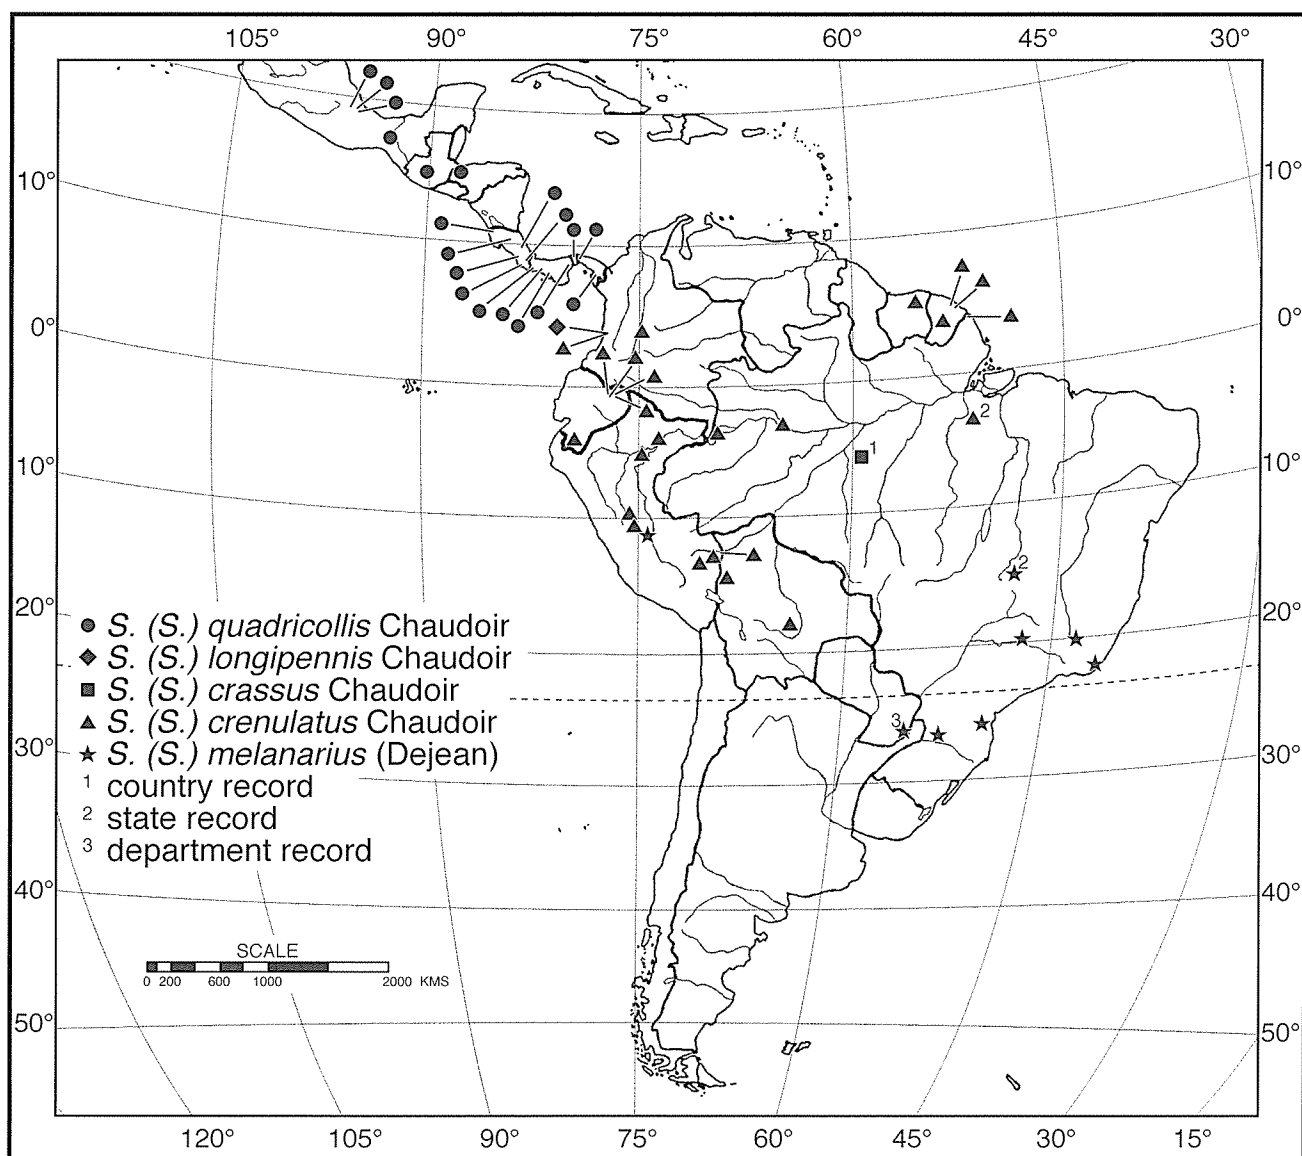 105° 90° 75° 60° 45° 30°
10° 10°
0° 0°
1
2
10° 10°
2
20° 20°
3
30° 30°
S. (S.) quadricollis Chaudoir
S. (S.) longipennis Chaudoir
S. (S.) crassus Chaudoir
S. (S.) crenulatus Chaudoir
S. (S.) melanarius (Dejean)
1 country record
2 state record
3 department record
40° 40°
SCALE
0 200 600 1000 2000 KMS
50° 50°
120° 105° 90° 75° 60° 45° 30° 15°